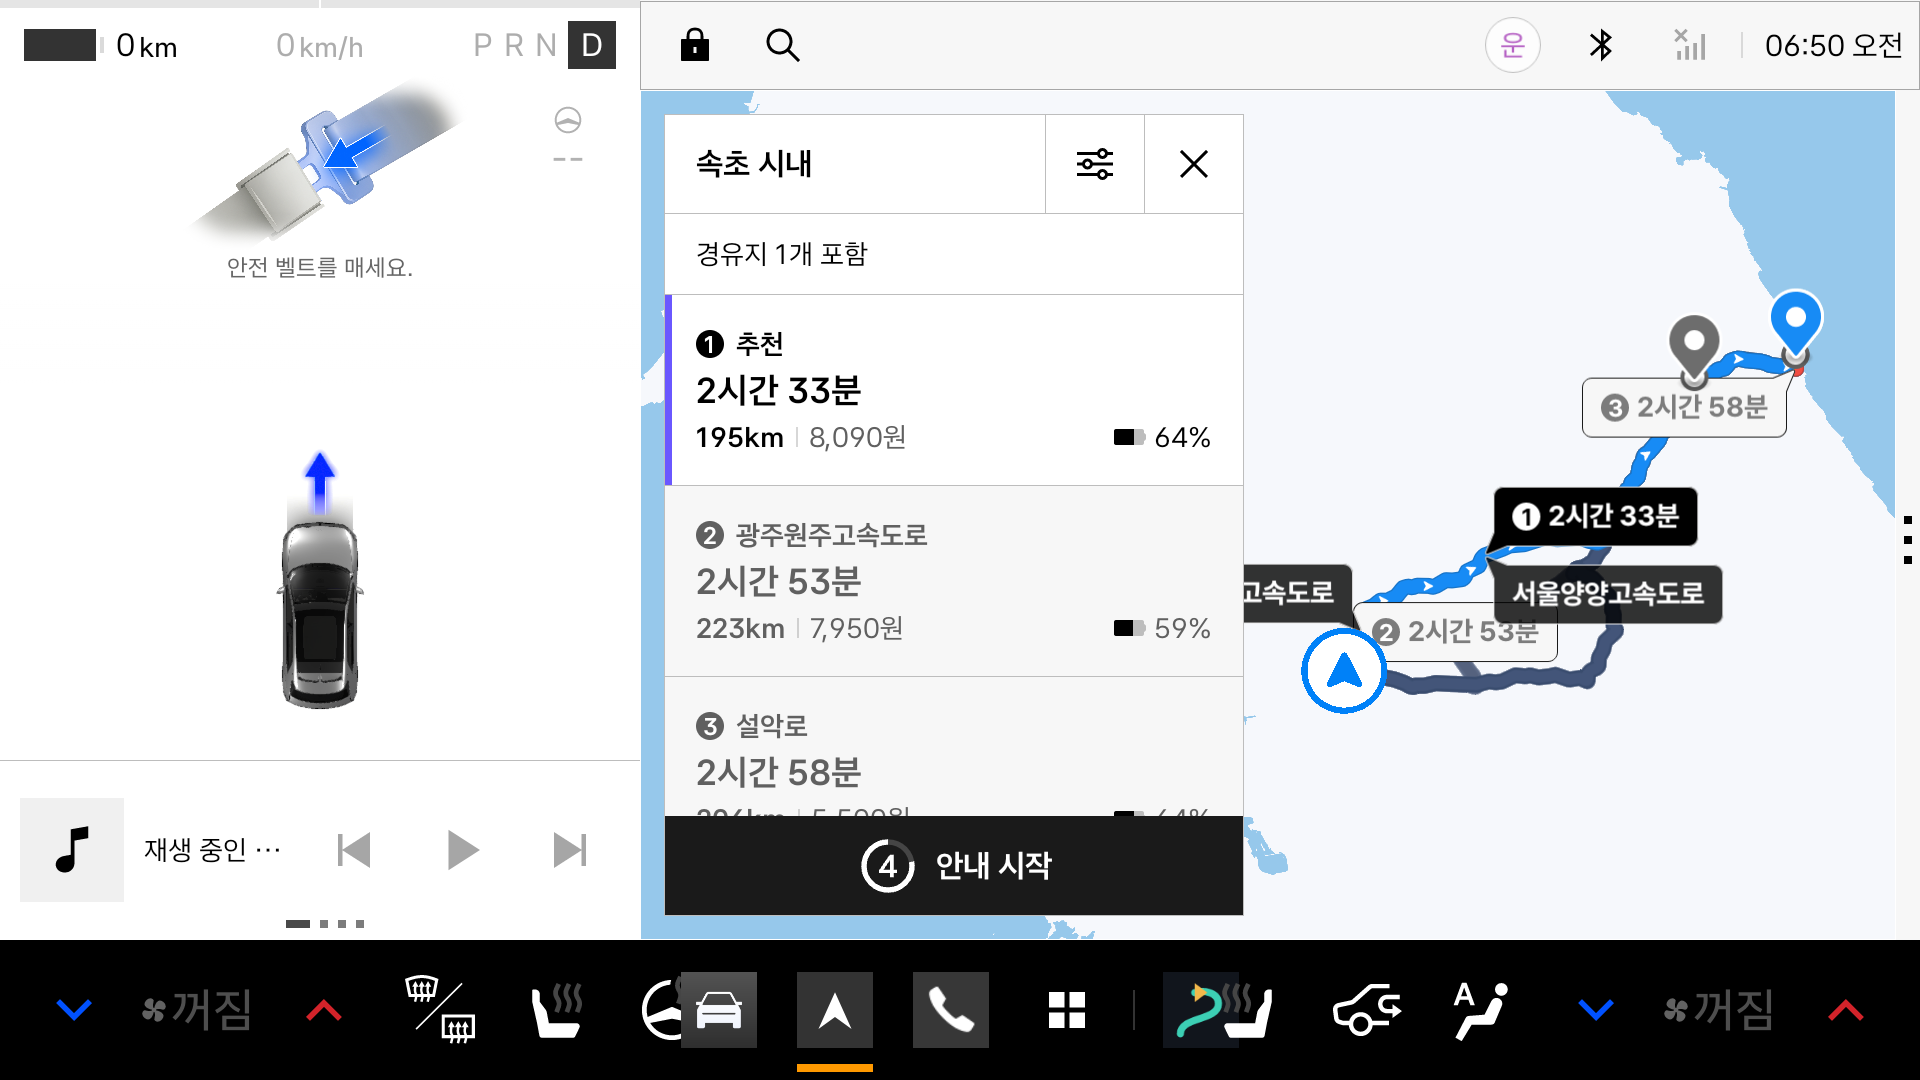 0km
0km/h
P R N D
안전 벨트를 매세요.
재생 중인 ···
운
06:50 오전
속초 시내
경유지 1개 포함
1 추천
2시간 33분
195km 8,090원 64%
2 광주원주고속도로
2시간 53분
223km 7,950원 59%
3 설악로
2시간 58분
4 안내 시작
3 2시간 58분
1 2시간 33분
고속도로
서울양양고속도로
2 2시간 53분
꺼짐
A
꺼짐